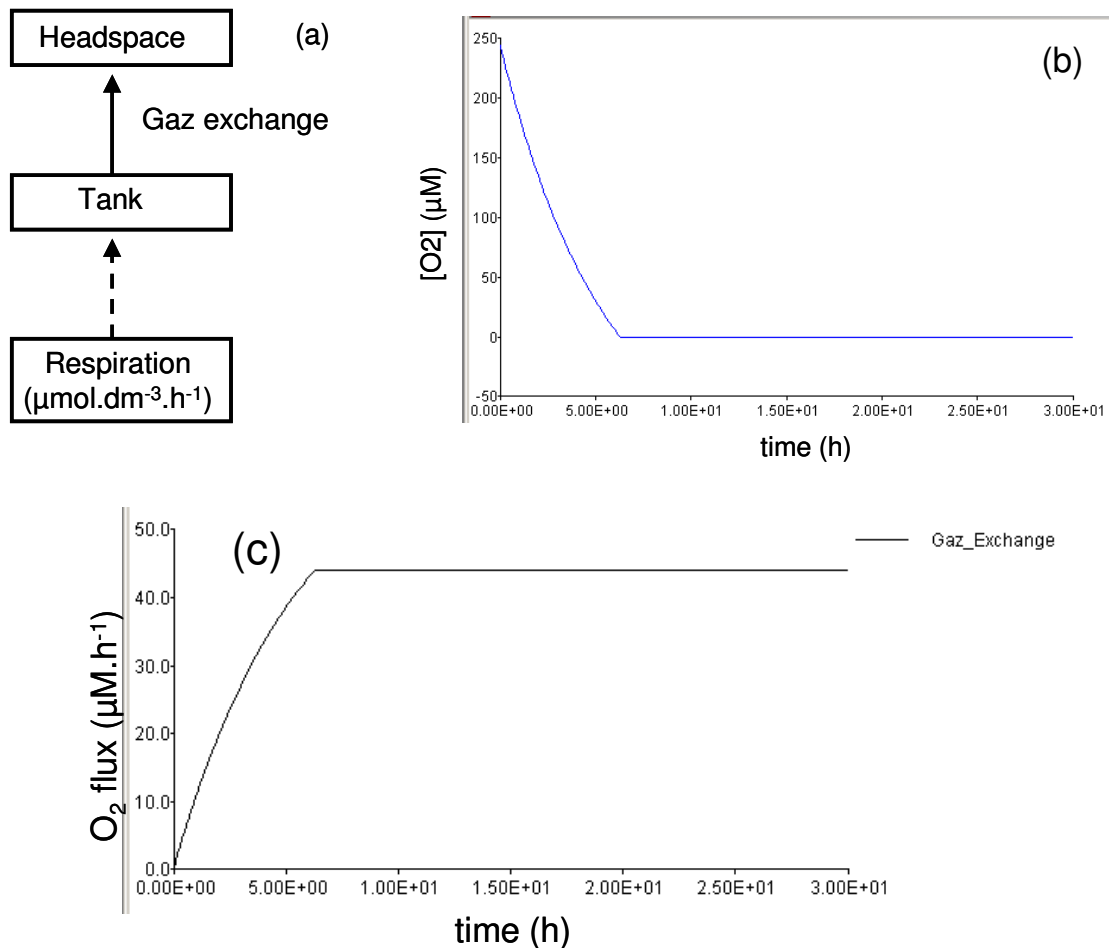 Headspace
(a)
Gaz exchange
Tank
Respiration
(µmol.dm⁻³.h⁻¹)
(b)
[O2] (µM)
250
200
150
100
50
0
-50
0.00E+00 5.00E+00 1.00E+01 1.50E+01 2.00E+01 2.50E+01 3.00E+01
time (h)
(c)
Gaz_Exchange
O₂ flux (µM.h⁻¹)
50.0
40.0
30.0
20.0
10.0
0.0
0.00E+00 5.00E+00 1.00E+01 1.50E+01 2.00E+01 2.50E+01 3.00E+01
time (h)